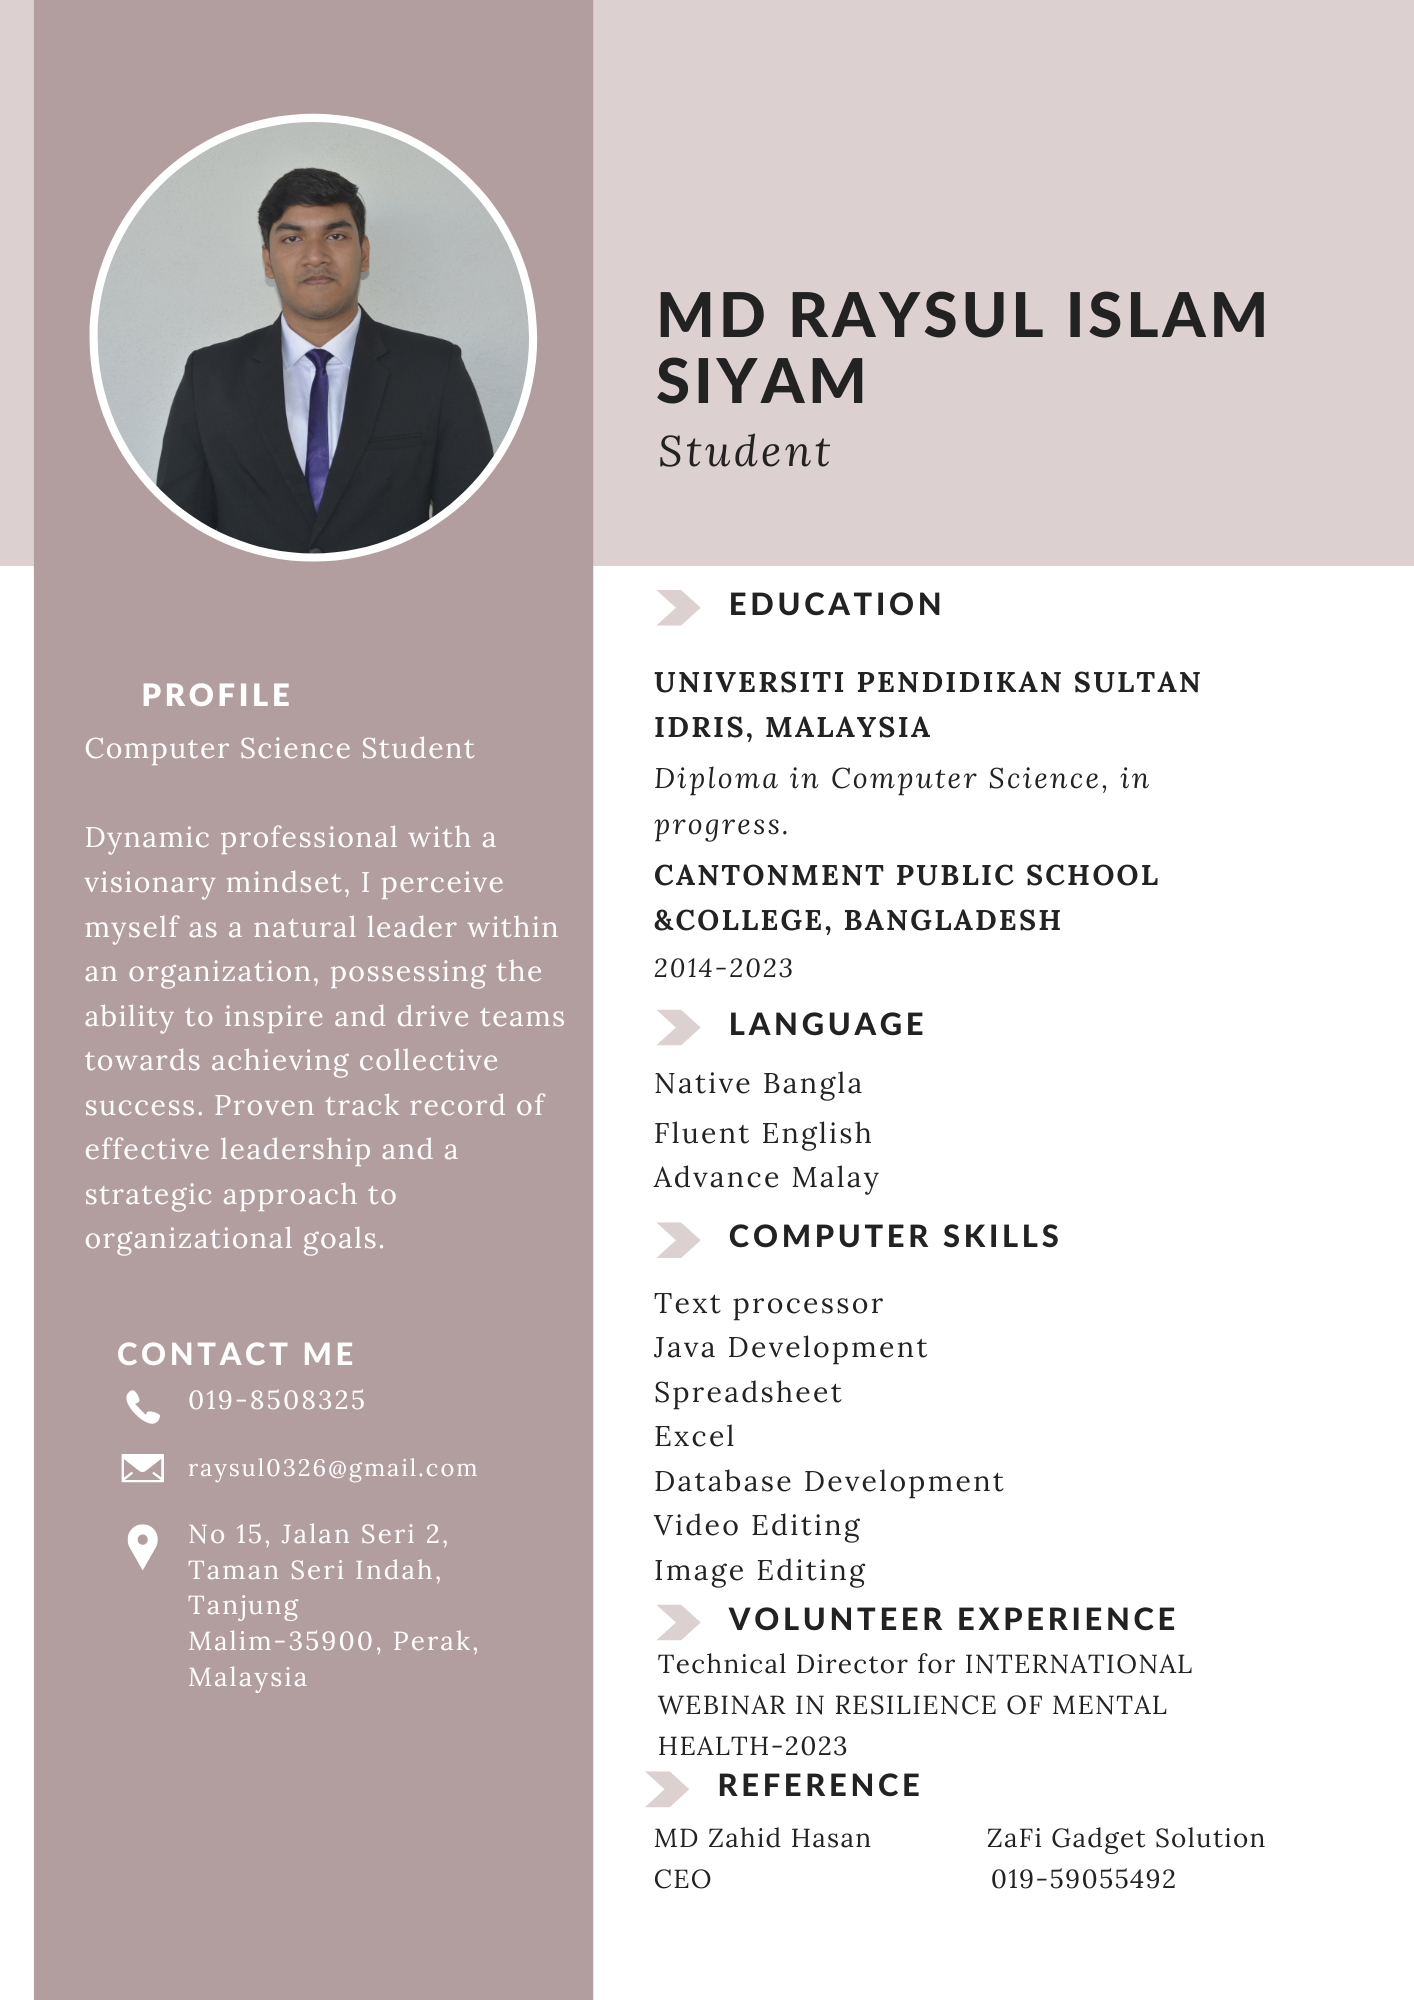 MD RAYSUL ISLAM
SIYAM
Student
PROFILE
Computer Science Student
Dynamic professional with a
visionary mindset, I perceive
myself as a natural leader within
an organization, possessing the
ability to inspire and drive teams
towards achieving collective
success. Proven track record of
effective leadership and a
strategic approach to
organizational goals.
CONTACT ME
019-8508325
raysul0326@gmail.com
No 15, Jalan Seri 2,
Taman Seri Indah,
Tanjung
Malim-35900, Perak,
Malaysia
EDUCATION
UNIVERSITI PENDIDIKAN SULTAN
IDRIS, MALAYSIA
Diploma in Computer Science, in
progress.
CANTONMENT PUBLIC SCHOOL
&COLLEGE, BANGLADESH
2014-2023
LANGUAGE
Native Bangla
Fluent English
Advance Malay
COMPUTER SKILLS
Text processor
Java Development
Spreadsheet
Excel
Database Development
Video Editing
Image Editing
VOLUNTEER EXPERIENCE
Technical Director for INTERNATIONAL
WEBINAR IN RESILIENCE OF MENTAL
HEALTH-2023
REFERENCE
MD Zahid Hasan
CEO
ZaFi Gadget Solution
019-59055492